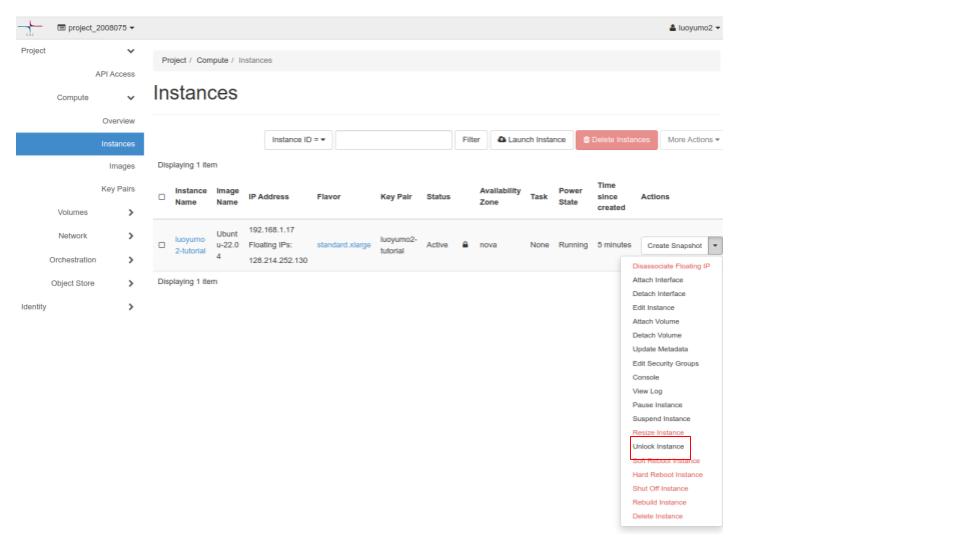 project_2008075
luoyumo2
Project
API Access
Compute
Overview
Instances
Images
Key Pairs
Volumes
Network
Orchestration
Object Store
Identity
Project / Compute / Instances
Instances
Instance ID =
Filter
Launch Instance
Delete Instances
More Actions
Displaying 1 item
Instance Name
Image Name
IP Address
Flavor
Key Pair
Status
Availability Zone
Task
Power State
Time since created
Actions
luoyumo
2-tutorial
Ubunt
u-22.0
4
192.168.1.17
Floating IPs:
128.214.252.130
standard.xlarge
luoyumo2-
tutorial
Active
nova
None
Running
5 minutes
Create Snapshot
Displaying 1 item
Disassociate Floating IP
Attach Interface
Detach Interface
Edit Instance
Attach Volume
Detach Volume
Update Metadata
Edit Security Groups
Console
View Log
Pause Instance
Suspend Instance
Resize Instance
Unlock Instance
Soft Reboot Instance
Hard Reboot Instance
Shut Off Instance
Rebuild Instance
Delete Instance